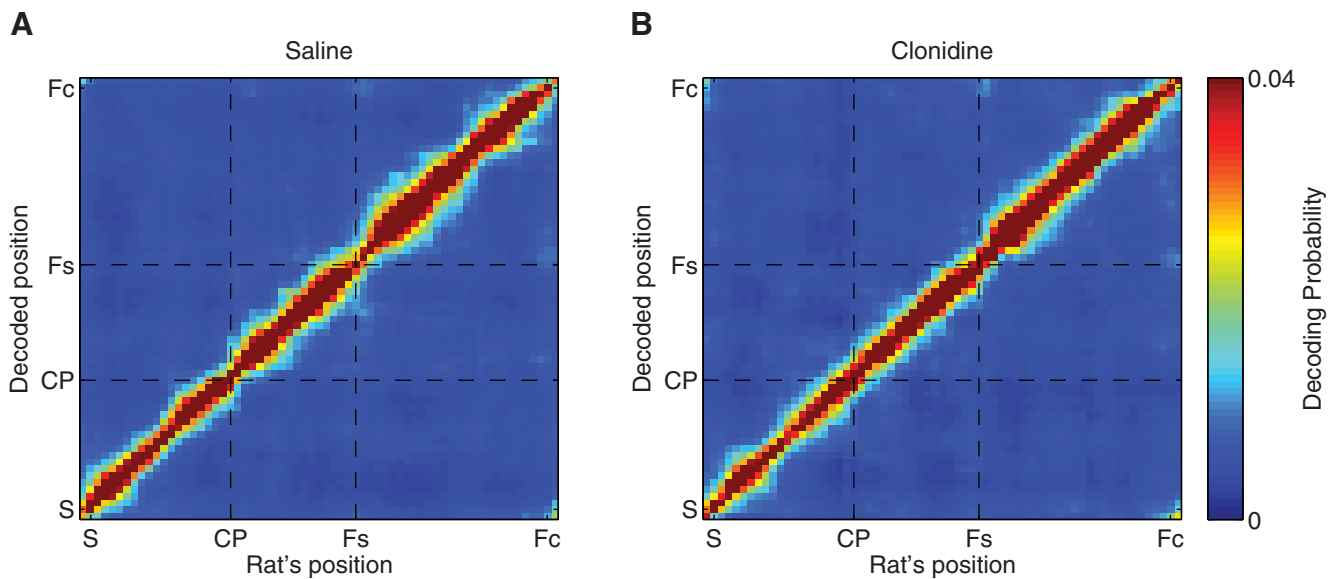 A
Saline
Fc
Fs
CP
S
Decoded position
S
CP
Fs
Fc
Rat's position
B
Clonidine
Fc
Fs
CP
S
Decoded position
S
CP
Fs
Fc
Rat's position
0.04
0
Decoding Probability